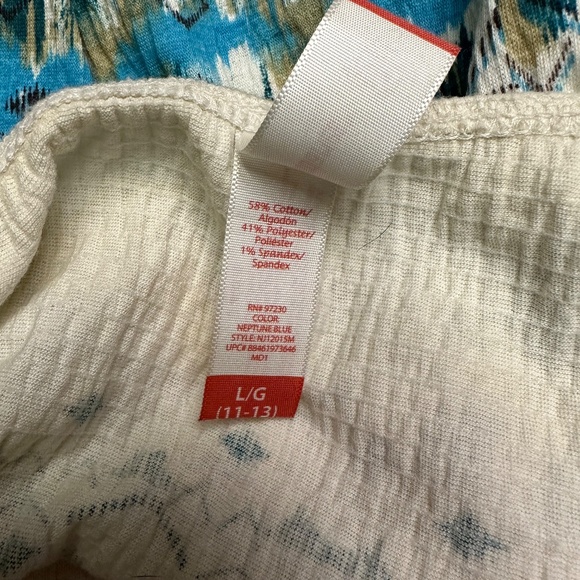 58% Cotton/
Algodón
41% Polyester/
Poliéster
1% Spandex/
Spandex
RN# 97230
COLOR:
NEPTUNE BLUE
STYLE: NJ12015M
UPC# 88461973646
MD1
L/G
(11-13)